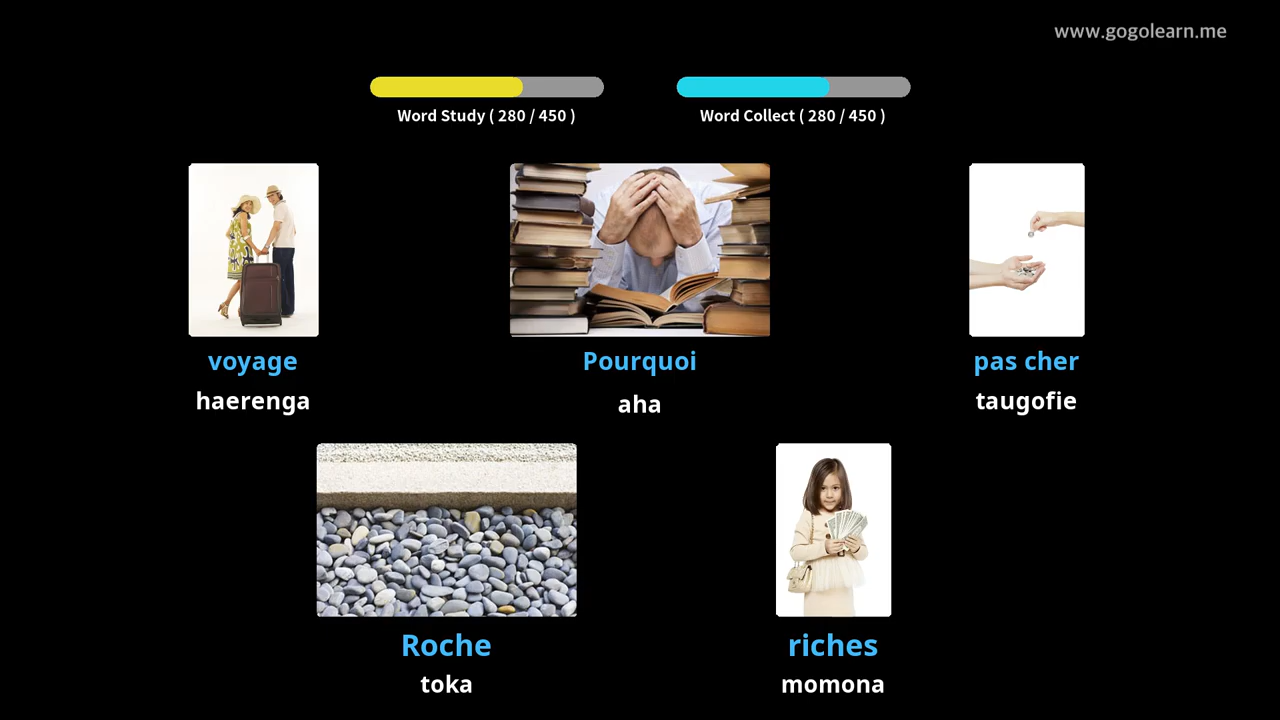 www.gogolearn.me
Word Study ( 280 / 450 )
Word Collect ( 280 / 450 )
voyage
haerenga
Pourquoi
aha
pas cher
taugofie
Roche
toka
riches
momona